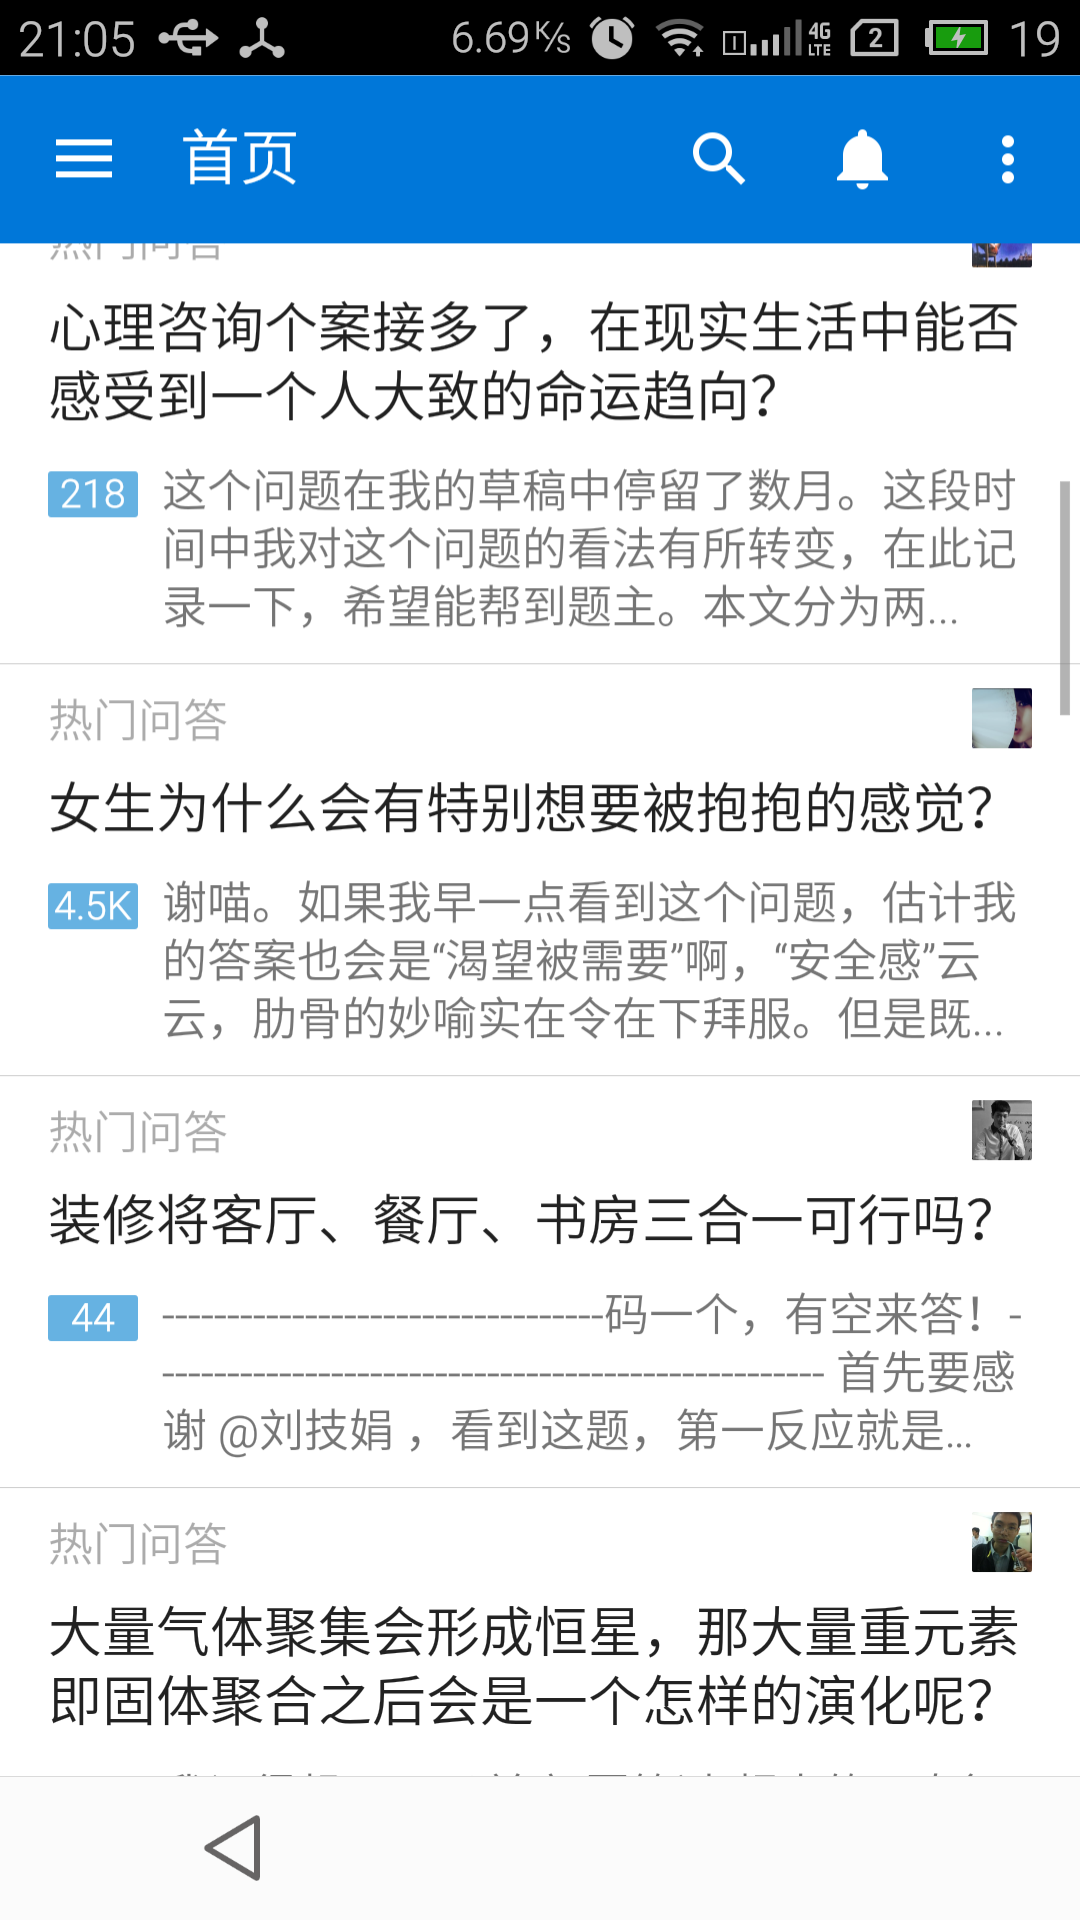 21:05 6.69K/s 4G LTE 2 19
首页
热门问答
心理咨询个案接多了，在现实生活中能否
感受到一个人大致的命运趋向？
218 这个问题在我的草稿中停留了数月。这段时
间中我对这个问题的看法有所转变，在此记
录一下，希望能帮到题主。本文分为两...
热门问答
女生为什么会有特别想要被抱抱的感觉？
4.5K 谢喵。如果我早一点看到这个问题，估计我
的答案也会是“渴望被需要”啊，“安全感”云
云，肋骨的妙喻实在令在下拜服。但是既...
热门问答
装修将客厅、餐厅、书房三合一可行吗？
44 ----------------------------------码一个，有空来答！-
--------------------------------------------------- 首先要感
谢 @刘技娟 ，看到这题，第一反应就是...
热门问答
大量气体聚集会形成恒星，那大量重元素
即固体聚合之后会是一个怎样的演化呢？